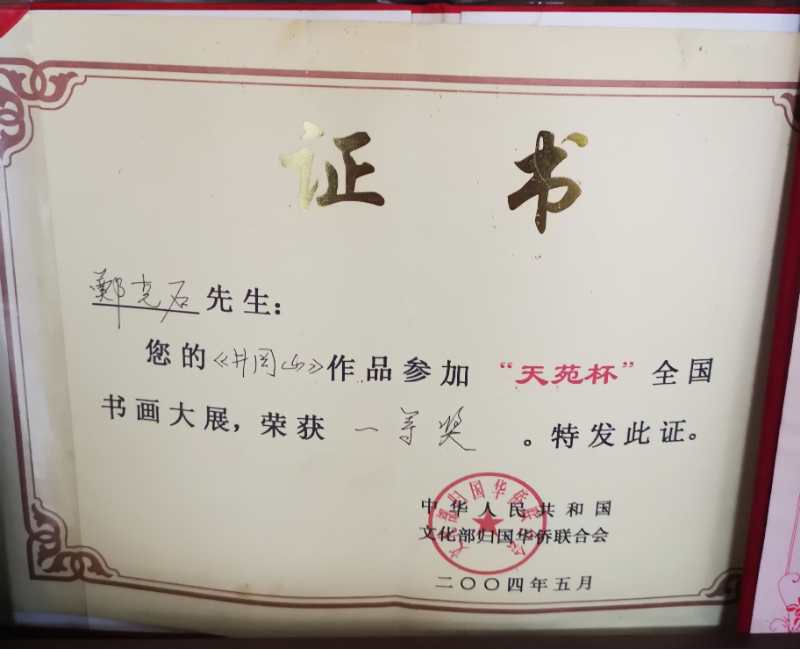 证书
鄭光石先生：
您的《井冈山》作品参加“天苑杯”全国
书画大展，荣获 一等奖 。特发此证。
中华人民共和国
文化部归国华侨联合会
二〇〇四年五月